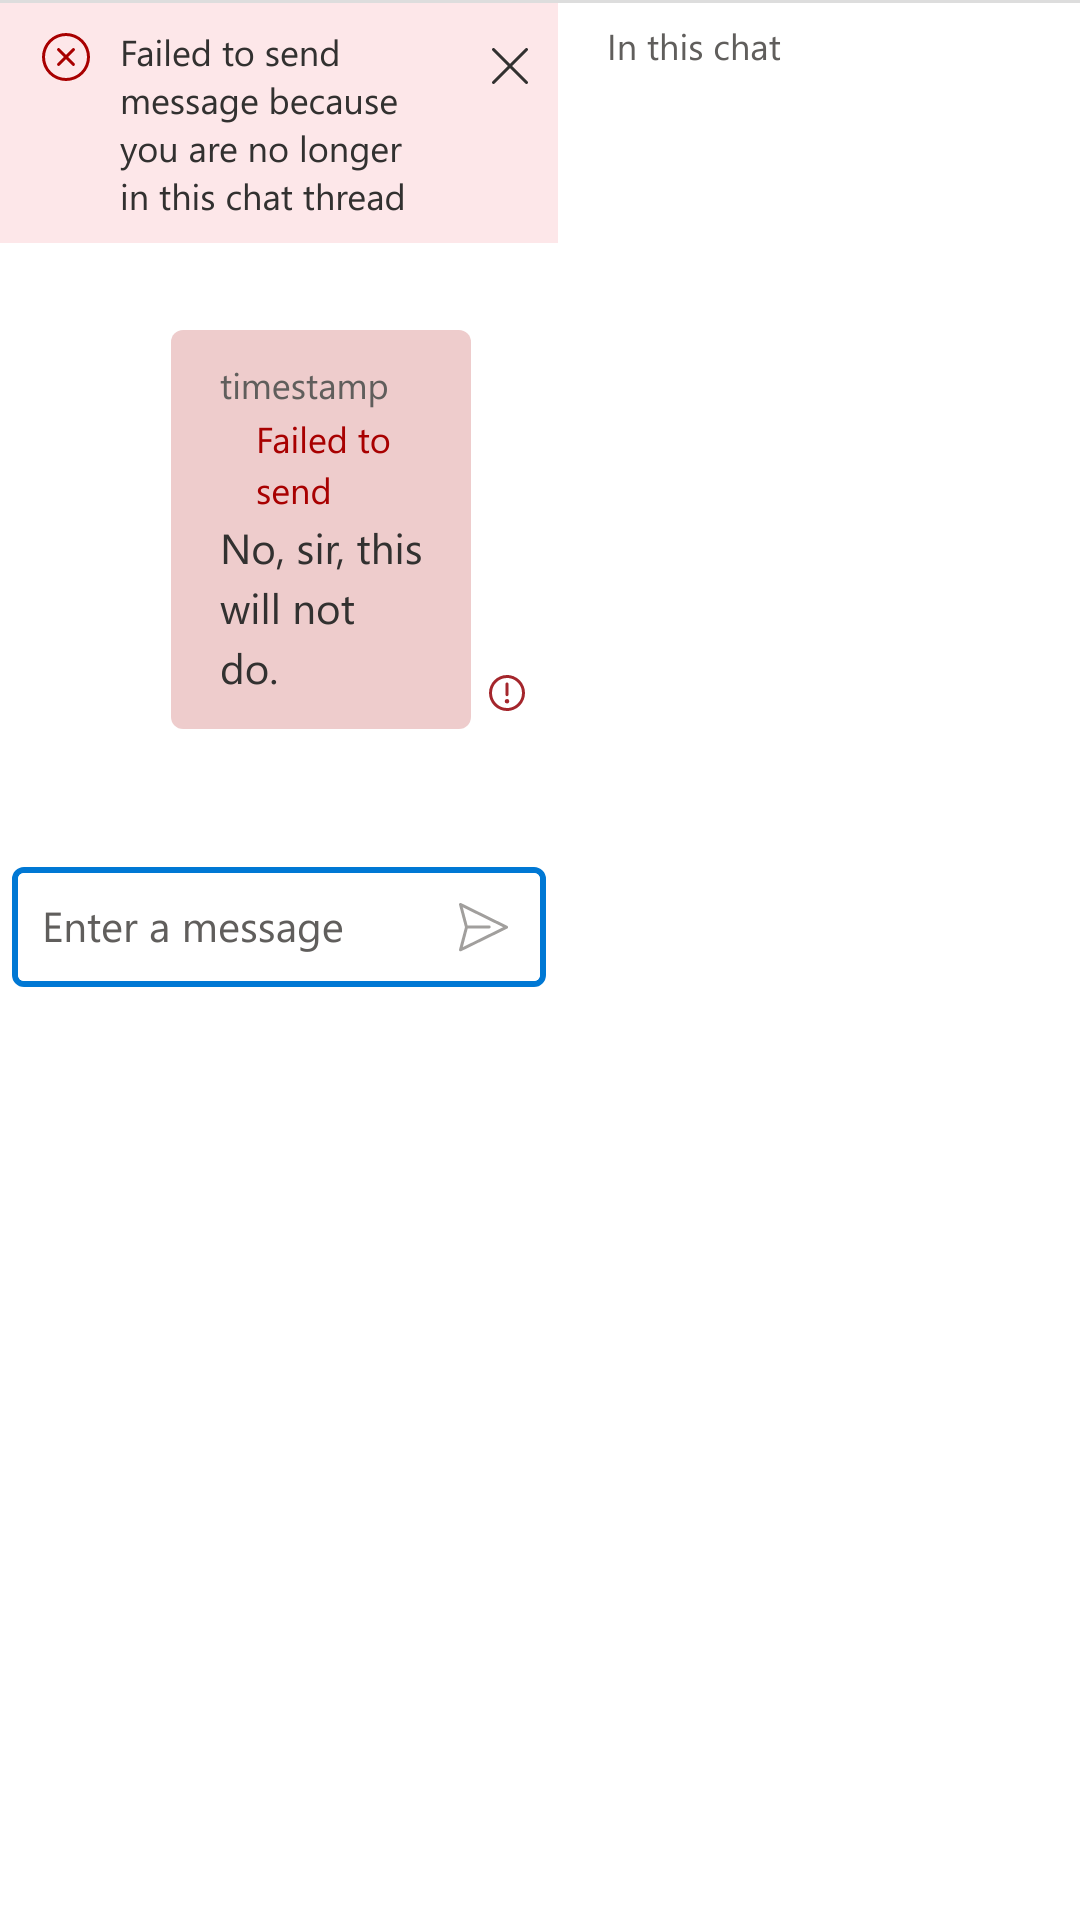 Failed to send
message because
you are no longer
in this chat thread
In this chat
timestamp
Failed to
send
No, sir, this
will not
do.
Enter a message